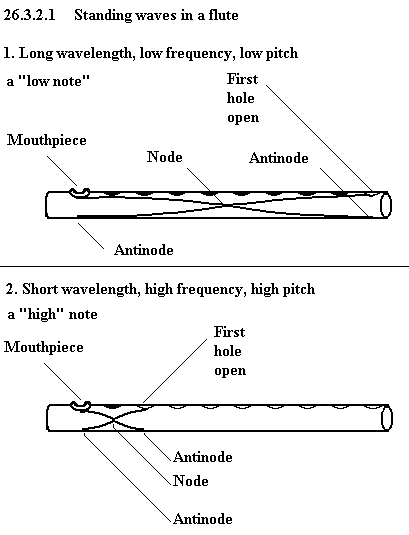 26.3.2.1 Standing waves in a flute
1. Long wavelength, low frequency, low pitch
a "low note"
First
hole
open
Mouthpiece
Node
Antinode
Antinode
2. Short wavelength, high frequency, high pitch
a "high" note
First
hole
open
Mouthpiece
Antinode
Node
Antinode